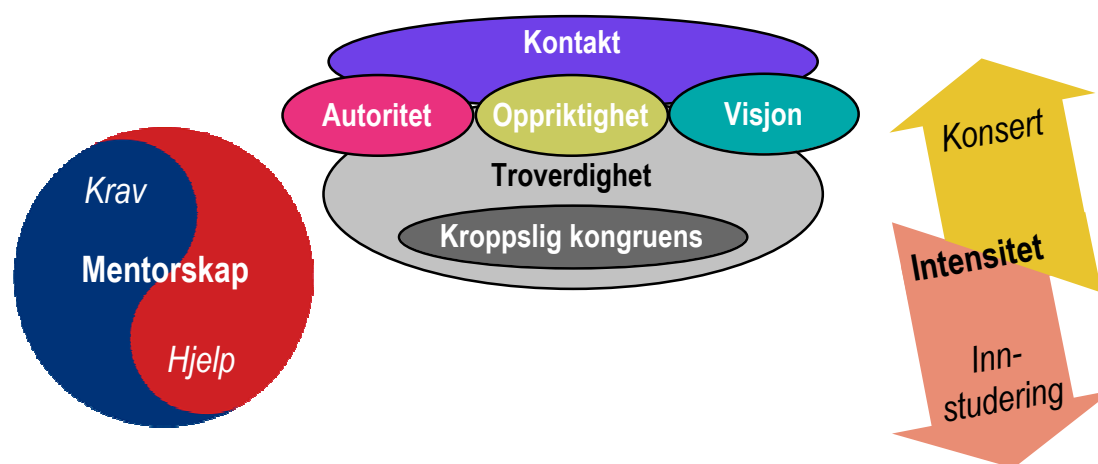 Kontakt
Autoritet
Oppriktighet
Visjon
Troverdighet
Kroppslig kongruens
Krav
Mentorskap
Hjelp
Konsert
Intensitet
Inn-
studering